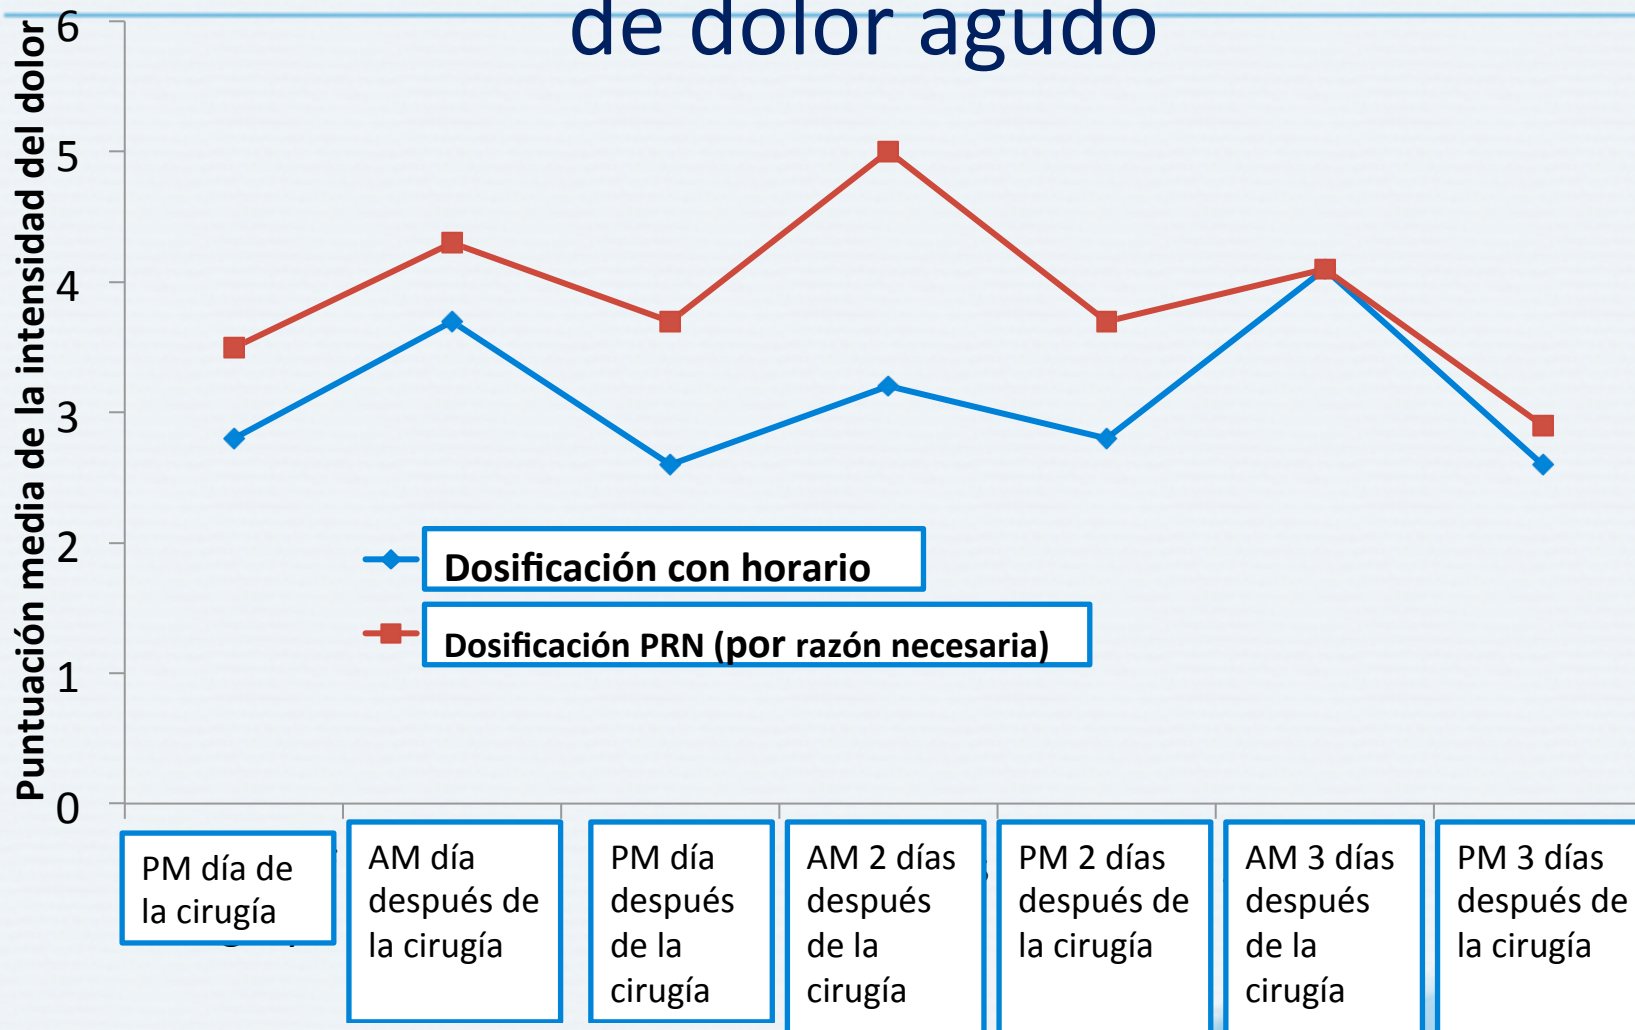 de dolor agudo
Puntuación media de la intensidad del dolor
6
5
4
3
2
1
0
Dosificación con horario
Dosificación PRN (por razón necesaria)
PM día de
la cirugía
AM día
después de
la cirugía
PM día
después
de la
cirugía
AM 2 días
después
de la
cirugía
PM 2 días
después de
la cirugía
AM 3 días
después
de la
cirugía
PM 3 días
después de
la cirugía